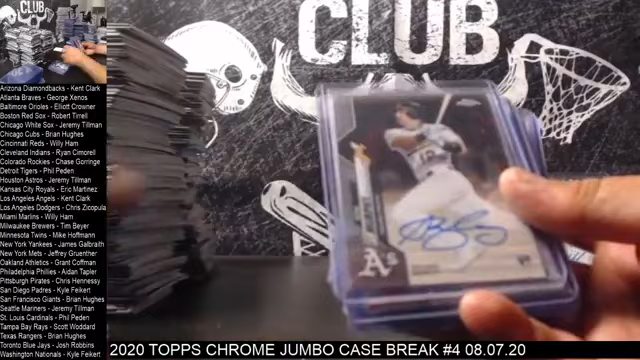 CLUB
CLUB
Arizona Diamondbacks - Kent Clark
Atlanta Braves - George Xenos
Baltimore Orioles - Elliott Crowner
Boston Red Sox - Robert Tirrell
Chicago White Sox - Jeremy Tillman
Chicago Cubs - Brian Hughes
Cincinnati Reds - Willy Ham
Cleveland Indians - Ryan Cimorell
Colorado Rockies - Chase Gorringe
Detroit Tigers - Phil Peden
Houston Astros - Jeremy Tillman
Kansas City Royals - Eric Martinez
Los Angeles Angels - Kent Clark
Los Angeles Dodgers - Chris Zicopula
Miami Marlins - Willy Ham
Milwaukee Brewers - Tim Beyer
Minnesota Twins - Mike Hoffmann
New York Yankees - James Galbraith
New York Mets - Jeffrey Gruenther
Oakland Athletics - Grant Coffman
Philadelphia Phillies - Aidan Tapler
Pittsburgh Pirates - Chris Hennessy
San Diego Padres - Kyle Feikert
San Francisco Giants - Brian Hughes
Seattle Mariners - Jeremy Tillman
St. Louis Cardinals - Phil Peden
Tampa Bay Rays - Scott Woddard
Texas Rangers - Brian Hughes
Toronto Blue Jays - Josh Robbins
Washington Nationals - Kyle Feikert
A's
2020 TOPPS CHROME JUMBO CASE BREAK #4 08.07.20